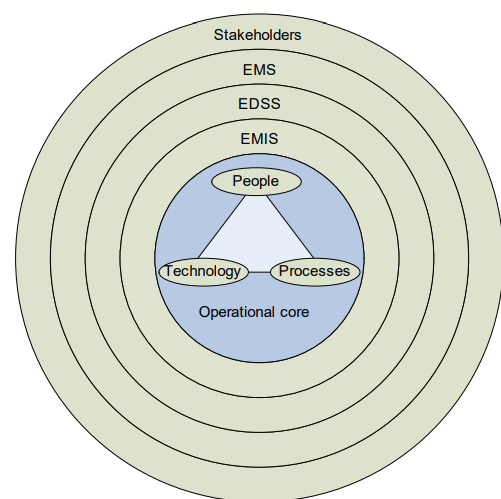 Stakeholders
EMS
EDSS
EMIS
People
Technology
Processes
Operational core